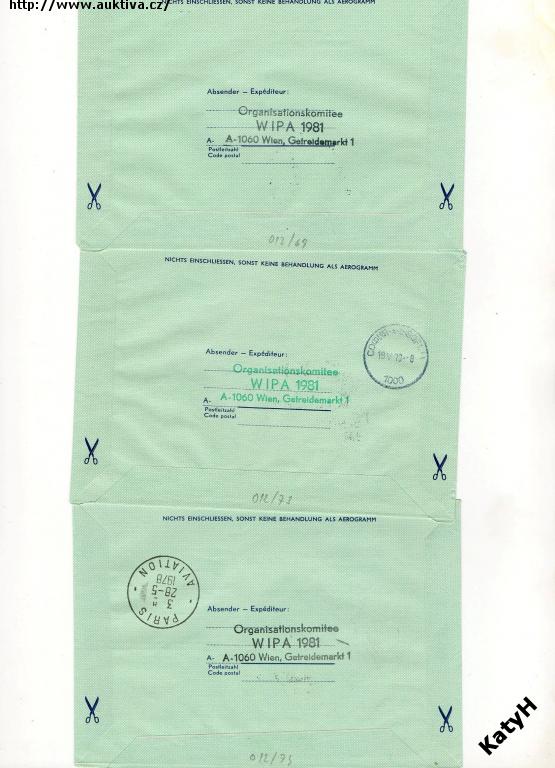 http://www.auktiva.cz/
NICHTS EINSCHLIESSEN, SONST KEINE BEHANDLUNG ALS AEROGRAMM
Absender — Expéditeur:
Organisationskomitee
WIPA 1981
A- A-1060 Wien, Getreidemarkt 1
Postleitzahl
Code postal
012/69
NICHTS EINSCHLIESSEN, SONST KEINE BEHANDLUNG ALS AEROGRAMM
Absender — Expéditeur:
Organisationskomitee
WIPA 1981
A- A-1060 Wien, Getreidemarkt 1
Postleitzahl
Code postal
1000
012/73
NICHTS EINSCHLIESSEN, SONST KEINE BEHANDLUNG ALS AEROGRAMM
PARIS
AVIATION
28-5
1978
Absender — Expéditeur:
Organisationskomitee
WIPA 1981
A- A-1060 Wien, Getreidemarkt 1
Postleitzahl
Code postal
012/75
KatyH